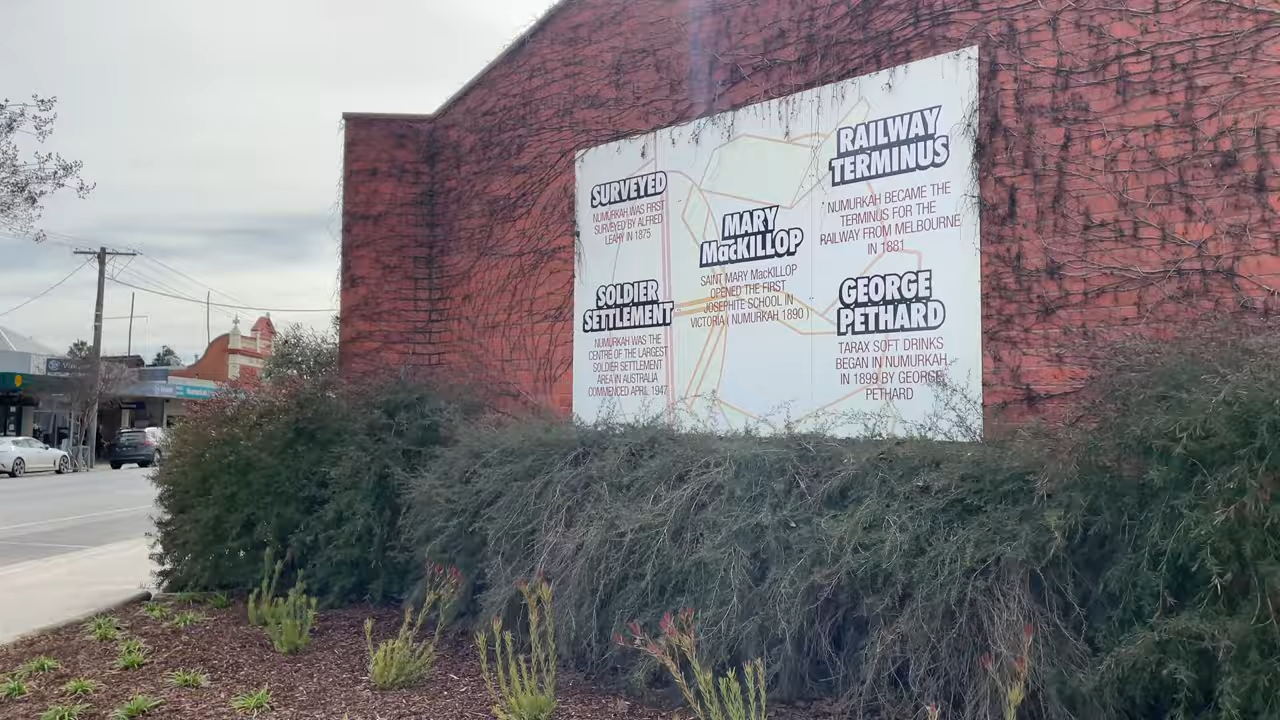 SURVEYED
NUMURKAH WAS FIRST
SURVEYED BY ALFRED
LEAHY IN 1875
SOLDIER
SETTLEMENT
NUMURKAH WAS THE
CENTRE OF THE LARGEST
SOLDIER SETTLEMENT
AREA IN AUSTRALIA
COMMENCED APRIL 1947
MARY
MacKILLOP
SAINT MARY MacKILLOP
OPENED THE FIRST
JOSEPHITE SCHOOL IN
VICTORIA ( NUMURKAH 1890 )
RAILWAY
TERMINUS
NUMURKAH BECAME THE
TERMINUS FOR THE
RAILWAY FROM MELBOURNE
IN 1881
GEORGE
PETHARD
TARAX SOFT DRINKS
BEGAN IN NUMURKAH
IN 1899 BY GEORGE
PETHARD